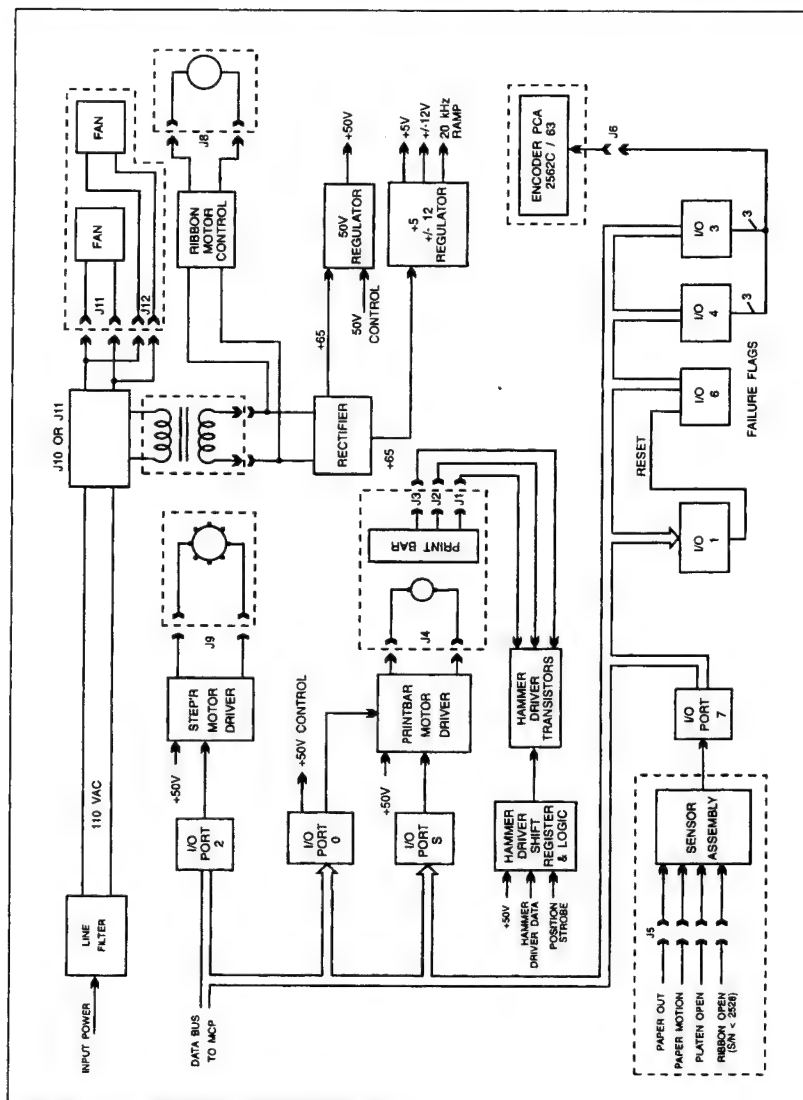 INPUT POWER
LINE
FILTER
110 VAC
J10 OR J11
J11
J12
FAN
FAN
RIBBON
MOTOR
CONTROL
J8
DATA BUS
TO MCP
I/O
PORT
2
+50V
STEP'R
MOTOR
DRIVER
J9
RECTIFIER
+65
+65
50V
REGULATOR
+50V
50V
CONTROL
+5
+/- 12
REGULATOR
+5V
+/-12V
20 kHz
RAMP
I/O
PORT
0
+50V CONTROL
+50V
PRINTBAR
MOTOR
DRIVER
J4
I/O
PORT
S
PRINT BAR
J3
J2
J1
+50V
HAMMER
DRIVER DATA
POSITION
STROBE
HAMMER
DRIVER
SHIFT
REGISTER
& LOGIC
HAMMER
DRIVER
TRANSISTORS
ENCODER PCA
2562C / 63
J6
I/O
1
RESET
I/O
6
I/O
4
3
I/O
3
3
FAILURE FLAGS
J5
PAPER OUT
PAPER MOTION
PLATEN OPEN
RIBBON OPEN
(S/N < 2528)
SENSOR
ASSEMBLY
I/O
PORT
7